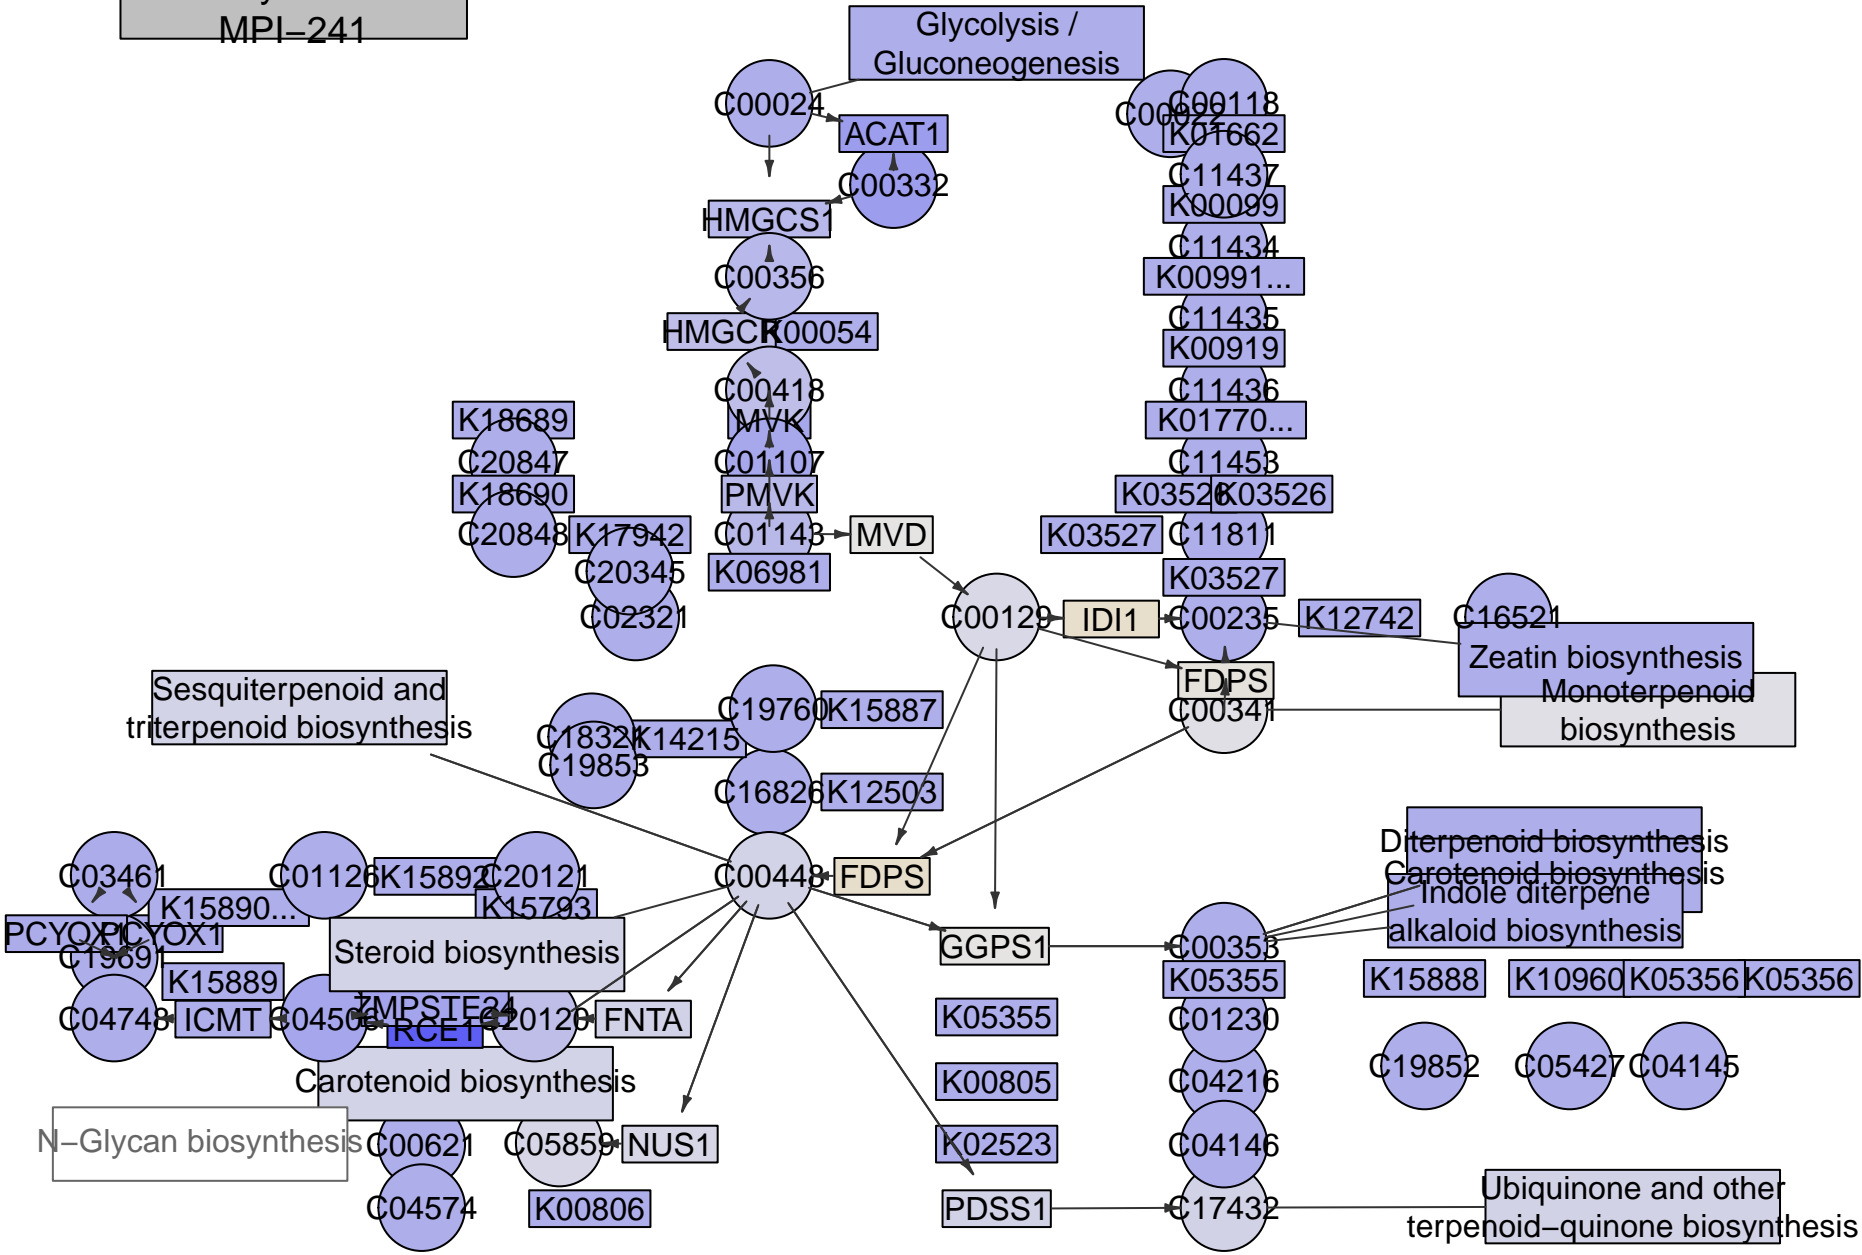 MPI−241
Glycolysis /
Gluconeogenesis
C00024
C00022
C00118
ACAT1
K01662
C00332
C11437
HMGCS1
K00099
C11434
C00356
K00991...
C11435
HMGCR
K00054
K00919
C00418
C11436
K18689
MVK
K01770...
C20847
C01107
C11453
K18690
PMVK
K03526
K03526
C20848
K17942
C01143
MVD
K03527
C11811
C20345
K06981
K03527
C02321
C00129
IDI1
C00235
K12742
C16521
Zeatin biosynthesis
Sesquiterpenoid and
triterpenoid biosynthesis
FDPS
Monoterpenoid
biosynthesis
C19760
K15887
C00341
C18324
K14215
C19853
C16826
K12503
Diterpenoid biosynthesis
Carotenoid biosynthesis
C03461
C01126
K15892
C20121
C00448
FDPS
Indole diterpene
alkaloid biosynthesis
K15890...
K15793
PCYOX1
PCYOX1
C19691
Steroid biosynthesis
GGPS1
C00353
K15889
K05355
K15888
K10960
K05356
K05356
C04748
ICMT
ZMPSTE24
RCE1
FNTA
K05355
C01230
C19852
C05427
C04145
Carotenoid biosynthesis
K00805
C04216
N−Glycan biosynthesis
C00621
C05859
NUS1
K02523
C04146
C04574
K00806
PDSS1
C17432
Ubiquinone and other
terpenoid−quinone biosynthesis